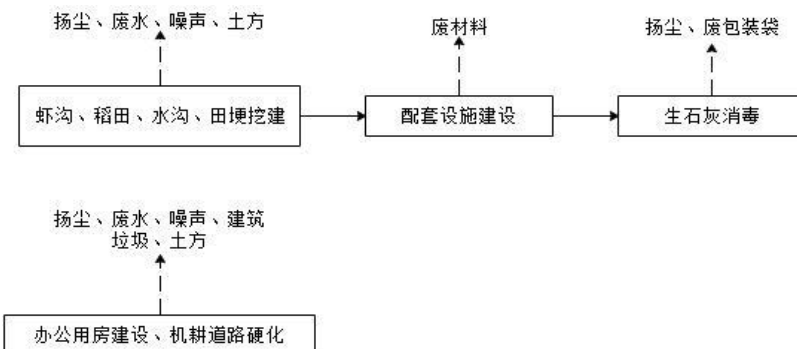 扬尘、废水、噪声、土方
废材料
扬尘、废包装袋
虾沟、稻田、水沟、田埂挖建
配套设施建设
生石灰消毒
扬尘、废水、噪声、建筑
垃圾、土方
办公用房建设、机耕道路硬化